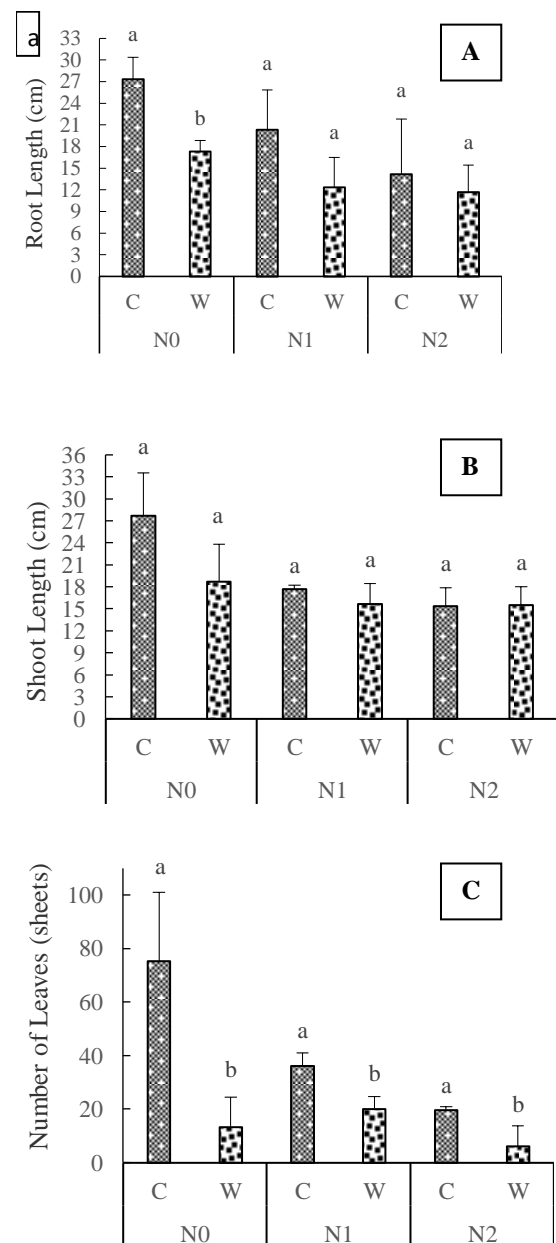 a
A
Root Length (cm)
33
30
27
24
21
18
15
12
9
6
3
0
a
b
a
a
a
a
C W C W C W
N0 N1 N2
B
Shoot Length (cm)
36
33
30
27
24
21
18
15
12
9
6
3
0
a
a
a
a
a
a
C W C W C W
N0 N1 N2
C
Number of Leaves (sheets)
100
80
60
40
20
0
a
b
a
b
a
b
C W C W C W
N0 N1 N2